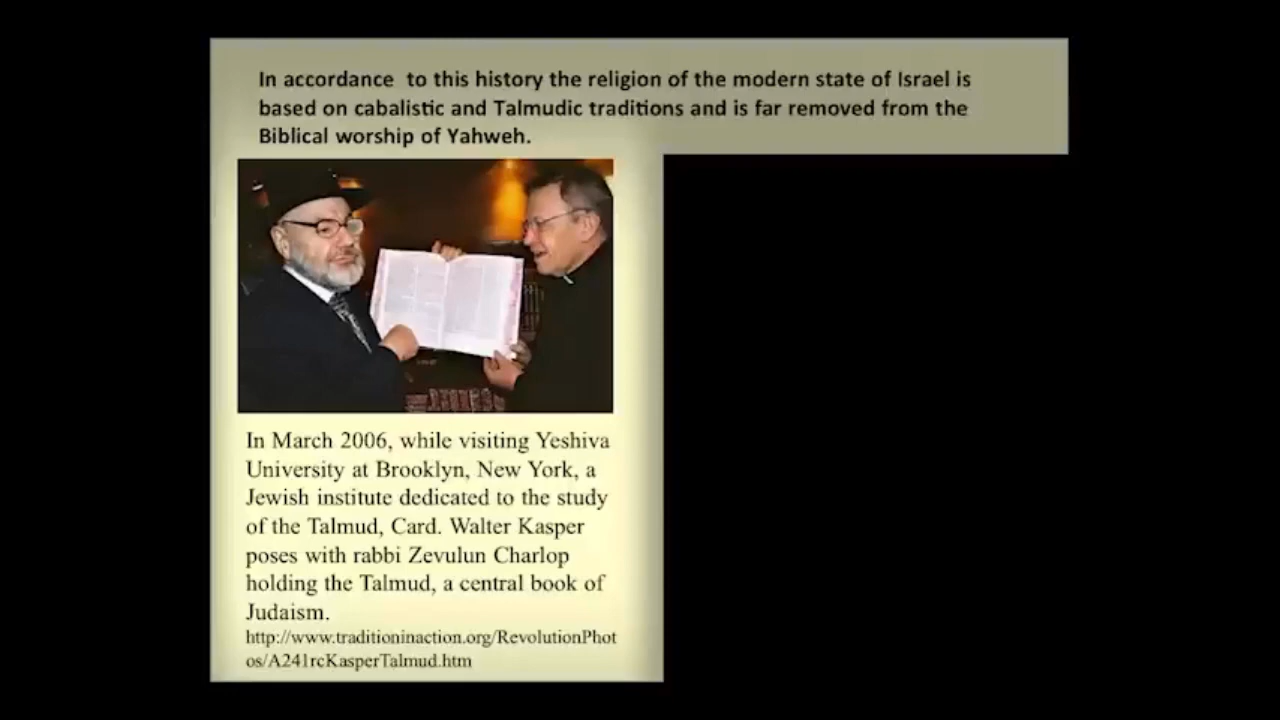 In accordance  to this history the religion of the modern state of Israel is
based on cabalistic and Talmudic traditions and is far removed from the
Biblical worship of Yahweh.
In March 2006, while visiting Yeshiva
University at Brooklyn, New York, a
Jewish institute dedicated to the study
of the Talmud, Card. Walter Kasper
poses with rabbi Zevulun Charlop
holding the Talmud, a central book of
Judaism.
http://www.traditioninaction.org/RevolutionPhot
os/A241rcKasperTalmud.htm